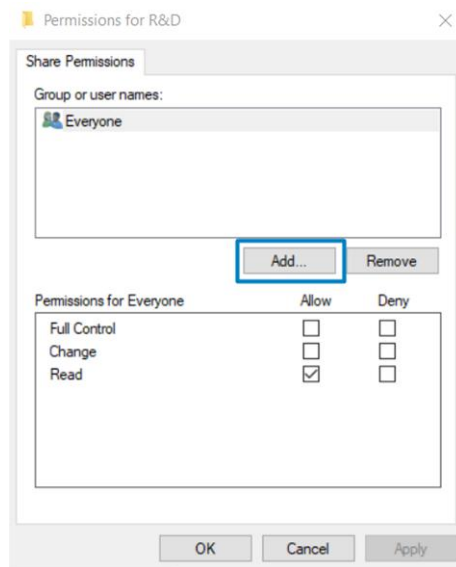 Permissions for R&D
Share Permissions
Group or user names:
Everyone
Add... Remove
Permissions for Everyone Allow Deny
Full Control
Change
Read
OK Cancel Apply